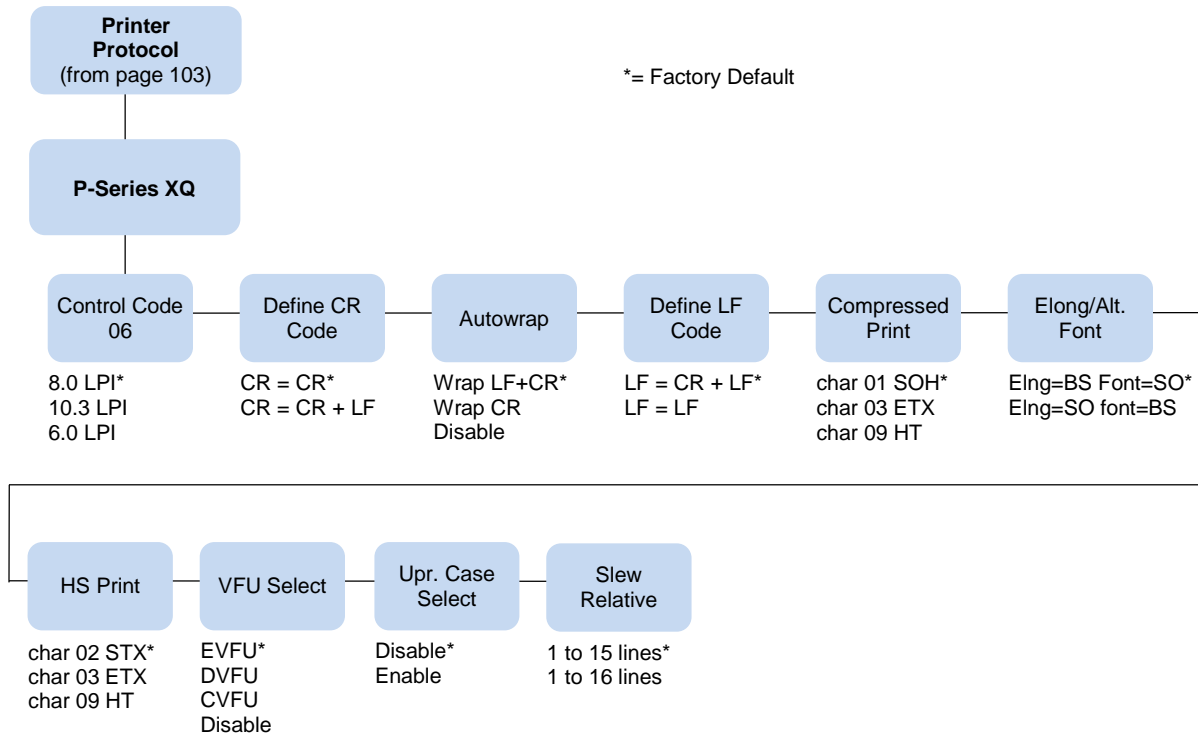 Printer
Protocol
(from page 103)
*= Factory Default
P-Series XQ
Control Code
06
8.0 LPI*
10.3 LPI
6.0 LPI
Define CR
Code
CR = CR*
CR = CR + LF
Autowrap
Wrap LF+CR*
Wrap CR
Disable
Define LF
Code
LF = CR + LF*
LF = LF
Compressed
Print
char 01 SOH*
char 03 ETX
char 09 HT
Elong/Alt.
Font
Elng=BS Font=SO*
Elng=SO font=BS
HS Print
char 02 STX*
char 03 ETX
char 09 HT
VFU Select
EVFU*
DVFU
CVFU
Disable
Upr. Case
Select
Disable*
Enable
Slew
Relative
1 to 15 lines*
1 to 16 lines